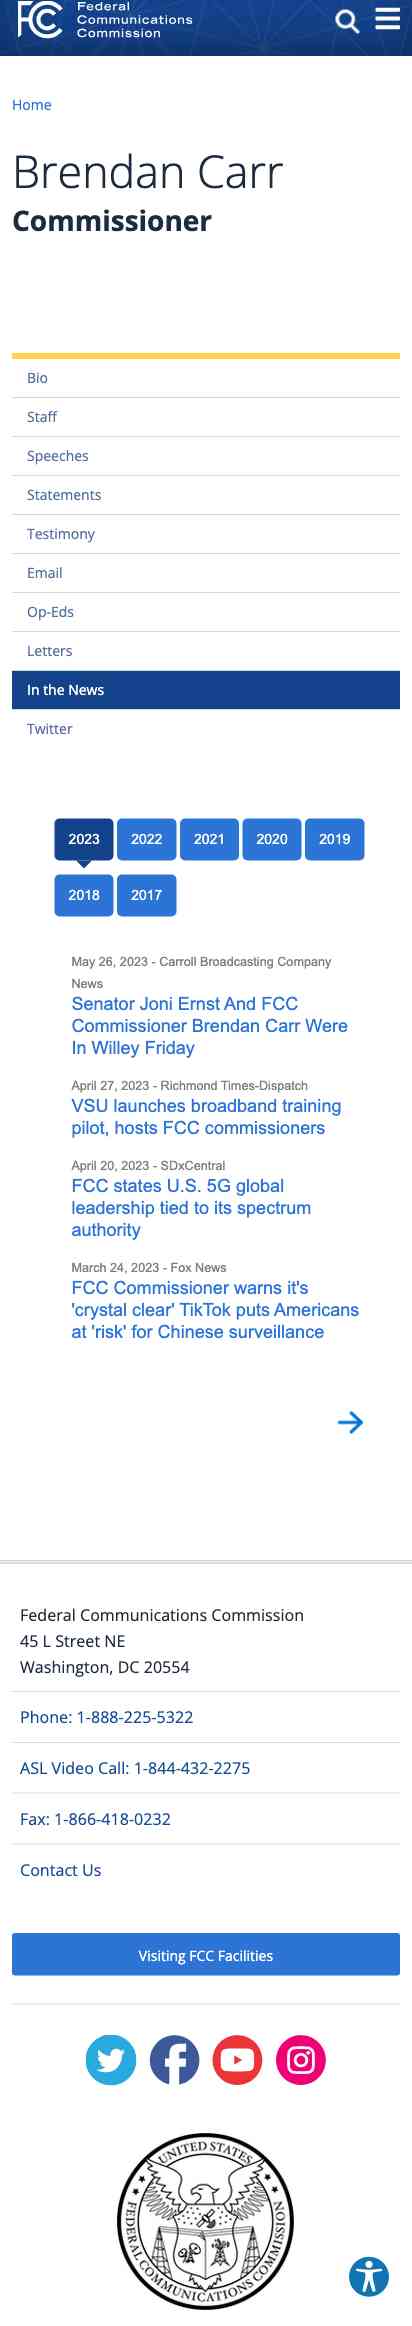 Federal
Communications
Commission
Home
Brendan Carr
Commissioner
Bio
Staff
Speeches
Statements
Testimony
Email
Op-Eds
Letters
In the News
Twitter
2023 2022 2021 2020 2019
2018 2017
May 26, 2023 - Carroll Broadcasting Company
News
Senator Joni Ernst And FCC
Commissioner Brendan Carr Were
In Willey Friday
April 27, 2023 - Richmond Times-Dispatch
VSU launches broadband training
pilot, hosts FCC commissioners
April 20, 2023 - SDxCentral
FCC states U.S. 5G global
leadership tied to its spectrum
authority
March 24, 2023 - Fox News
FCC Commissioner warns it's
'crystal clear' TikTok puts Americans
at 'risk' for Chinese surveillance
Federal Communications Commission
45 L Street NE
Washington, DC 20554
Phone: 1-888-225-5322
ASL Video Call: 1-844-432-2275
Fax: 1-866-418-0232
Contact Us
Visiting FCC Facilities
UNITED STATES
FEDERAL COMMUNICATIONS COMMISSION